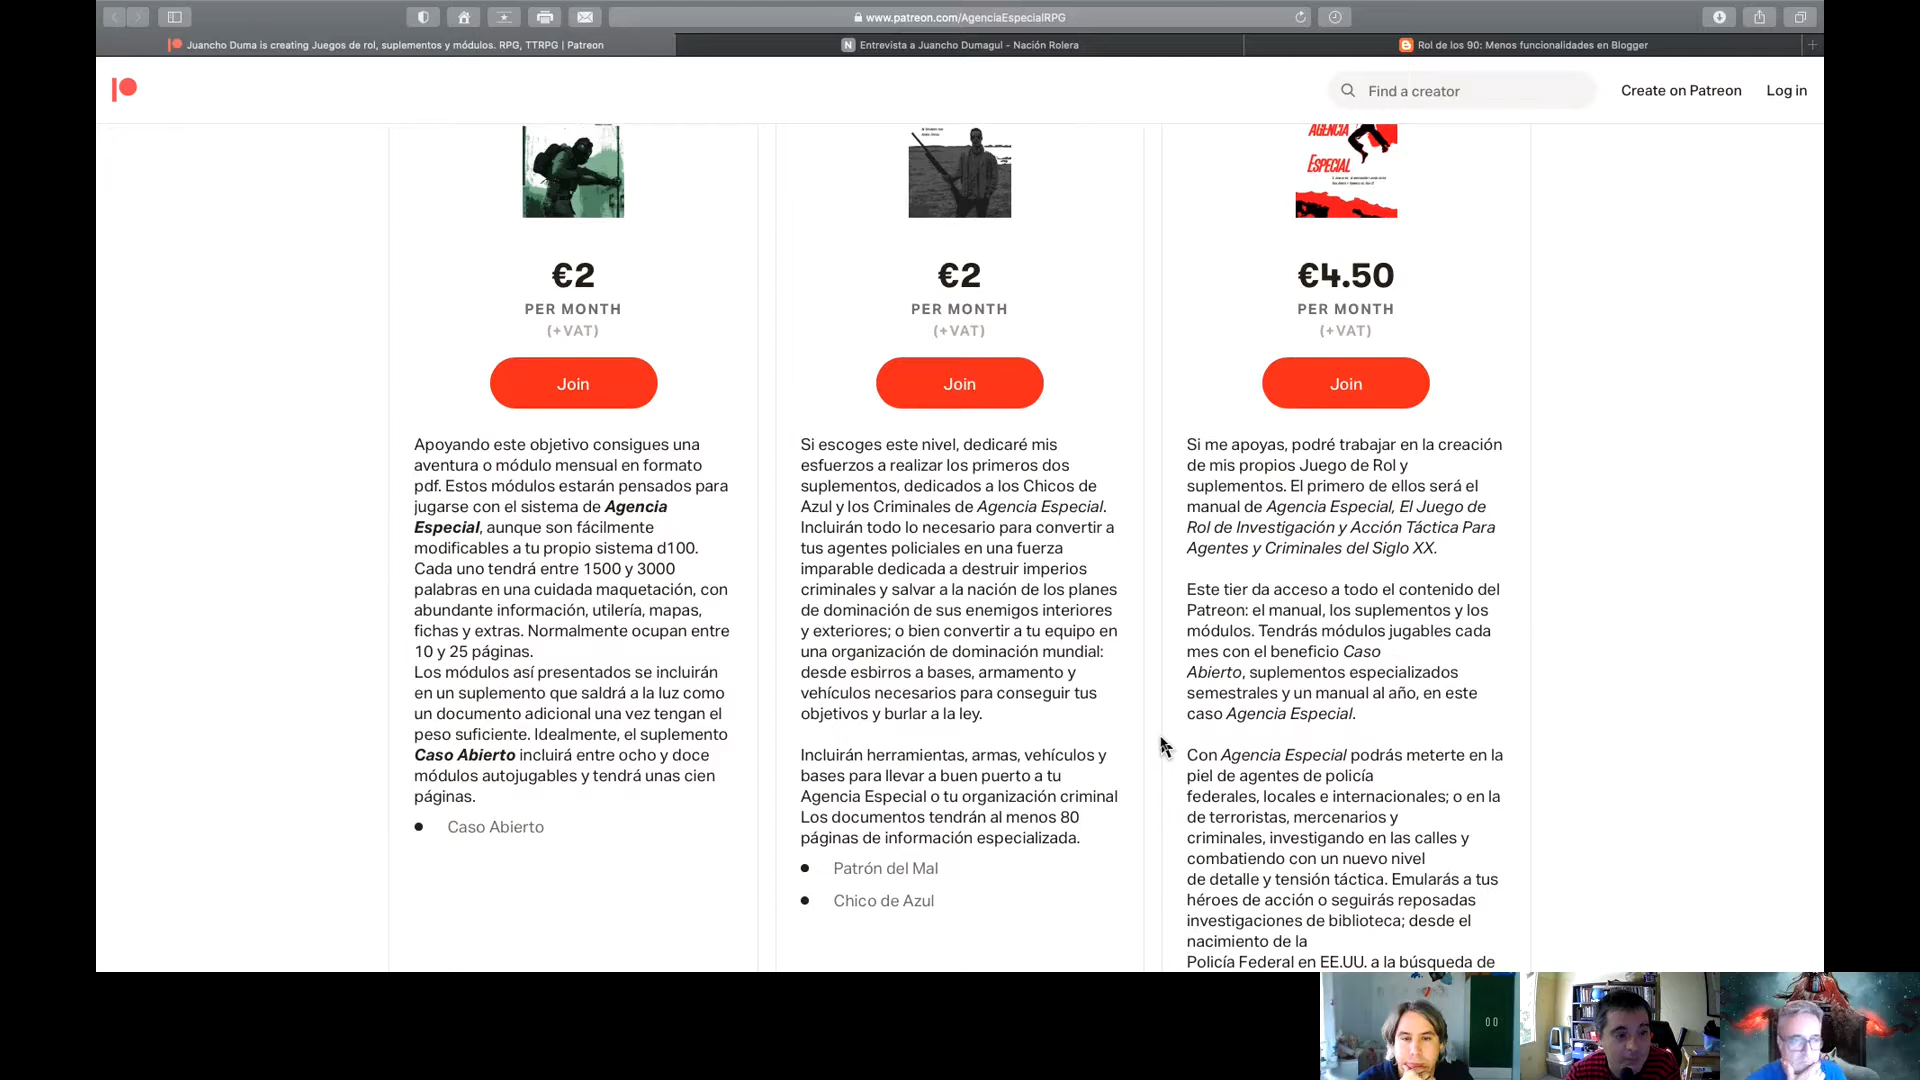 www.patreon.com/AgenciaEspecialRPG
Juancho Duma is creating Juegos de rol, suplementos y módulos. RPG, TTRPG | Patreon
N Entrevista a Juancho Dumagul - Nación Rolera
Rol de los 90: Menos funcionalidades en Blogger
Find a creator
Create on Patreon
Log in
€2
PER MONTH
(+VAT)
Join
Apoyando este objetivo consigues una
aventura o módulo mensual en formato
pdf. Estos módulos estarán pensados para
jugarse con el sistema de Agencia
Especial, aunque son fácilmente
modificables a tu propio sistema d100.
Cada uno tendrá entre 1500 y 3000
palabras en una cuidada maquetación, con
abundante información, utilería, mapas,
fichas y extras. Normalmente ocupan entre
10 y 25 páginas.
Los módulos así presentados se incluirán
en un suplemento que saldrá a la luz como
un documento adicional una vez tengan el
peso suficiente. Idealmente, el suplemento
Caso Abierto incluirá entre ocho y doce
módulos autojugables y tendrá unas cien
páginas.
Caso Abierto
€2
PER MONTH
(+VAT)
Join
Si escoges este nivel, dedicaré mis
esfuerzos a realizar los primeros dos
suplementos, dedicados a los Chicos de
Azul y los Criminales de Agencia Especial.
Incluirán todo lo necesario para convertir a
tus agentes policiales en una fuerza
imparable dedicada a destruir imperios
criminales y salvar a la nación de los planes
de dominación de sus enemigos interiores
y exteriores; o bien convertir a tu equipo en
una organización de dominación mundial:
desde esbirros a bases, armamento y
vehículos necesarios para conseguir tus
objetivos y burlar a la ley.
Incluirán herramientas, armas, vehículos y
bases para llevar a buen puerto a tu
Agencia Especial o tu organización criminal
Los documentos tendrán al menos 80
páginas de información especializada.
Patrón del Mal
Chico de Azul
AGENCIA
ESPECIAL
€4.50
PER MONTH
(+VAT)
Join
Si me apoyas, podré trabajar en la creación
de mis propios Juego de Rol y
suplementos. El primero de ellos será el
manual de Agencia Especial, El Juego de
Rol de Investigación y Acción Táctica Para
Agentes y Criminales del Siglo XX.
Este tier da acceso a todo el contenido del
Patreon: el manual, los suplementos y los
módulos. Tendrás módulos jugables cada
mes con el beneficio Caso
Abierto, suplementos especializados
semestrales y un manual al año, en este
caso Agencia Especial.
Con Agencia Especial podrás meterte en la
piel de agentes de policía
federales, locales e internacionales; o en la
de terroristas, mercenarios y
criminales, investigando en las calles y
combatiendo con un nuevo nivel
de detalle y tensión táctica. Emularás a tus
héroes de acción o seguirás reposadas
investigaciones de biblioteca; desde el
nacimiento de la
Policía Federal en EE.UU. a la búsqueda de